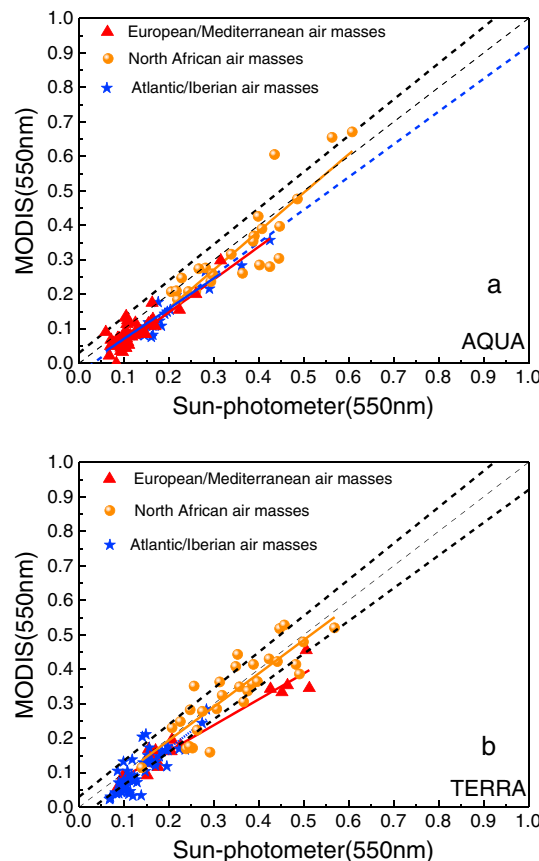 European/Mediterranean air masses
North African air masses
Atlantic/Iberian air masses
1.0
0.9
0.8
0.7
0.6
0.5
0.4
0.3
0.2
0.1
0.0
MODIS(550nm)
a
AQUA
0.0 0.1 0.2 0.3 0.4 0.5 0.6 0.7 0.8 0.9 1.0
Sun-photometer(550nm)
European/Mediterranean air masses
North African air masses
Atlantic/Iberian air masses
1.0
0.9
0.8
0.7
0.6
0.5
0.4
0.3
0.2
0.1
0.0
MODIS(550nm)
b
TERRA
0.0 0.1 0.2 0.3 0.4 0.5 0.6 0.7 0.8 0.9 1.0
Sun-photometer(550nm)